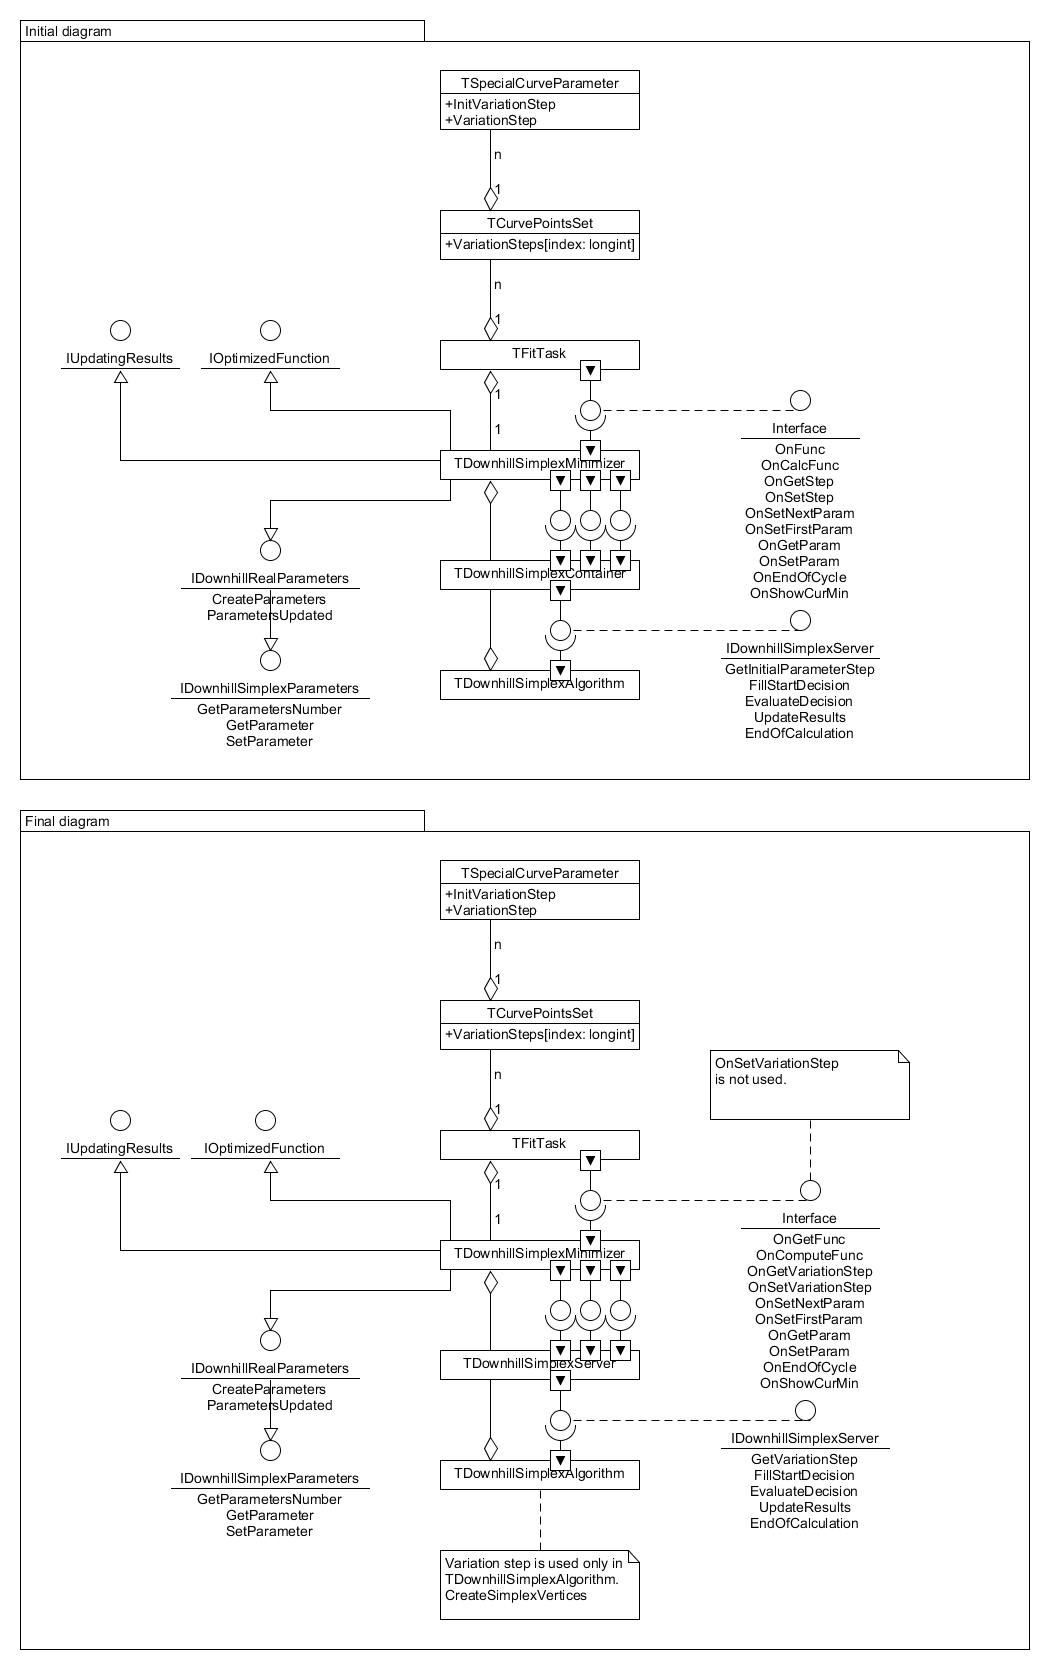 Initial diagram
TSpecialCurveParameter
+InitVariationStep
+VariationStep
n
1
TCurvePointsSet
+VariationSteps[index: longint]
n
1
IUpdatingResults
IOptimizedFunction
TFitTask
1
1
Interface
OnFunc
OnCalcFunc
OnGetStep
OnSetStep
OnSetNextParam
OnSetFirstParam
OnGetParam
OnSetParam
OnEndOfCycle
OnShowCurMin
TDownhillSimplexMinimizer
IDownhillRealParameters
CreateParameters
ParametersUpdated
TDownhillSimplexContainer
IDownhillSimplexServer
GetInitialParameterStep
FillStartDecision
EvaluateDecision
UpdateResults
EndOfCalculation
IDownhillSimplexParameters
GetParametersNumber
GetParameter
SetParameter
TDownhillSimplexAlgorithm
Final diagram
TSpecialCurveParameter
+InitVariationStep
+VariationStep
n
1
TCurvePointsSet
+VariationSteps[index: longint]
n
1
OnSetVariationStep
is not used.
IUpdatingResults
IOptimizedFunction
TFitTask
1
1
Interface
OnGetFunc
OnComputeFunc
OnGetVariationStep
OnSetVariationStep
OnSetNextParam
OnSetFirstParam
OnGetParam
OnSetParam
OnEndOfCycle
OnShowCurMin
TDownhillSimplexMinimizer
IDownhillRealParameters
CreateParameters
ParametersUpdated
TDownhillSimplexServer
IDownhillSimplexServer
GetVariationStep
FillStartDecision
EvaluateDecision
UpdateResults
EndOfCalculation
IDownhillSimplexParameters
GetParametersNumber
GetParameter
SetParameter
TDownhillSimplexAlgorithm
Variation step is used only in
TDownhillSimplexAlgorithm.
CreateSimplexVertices